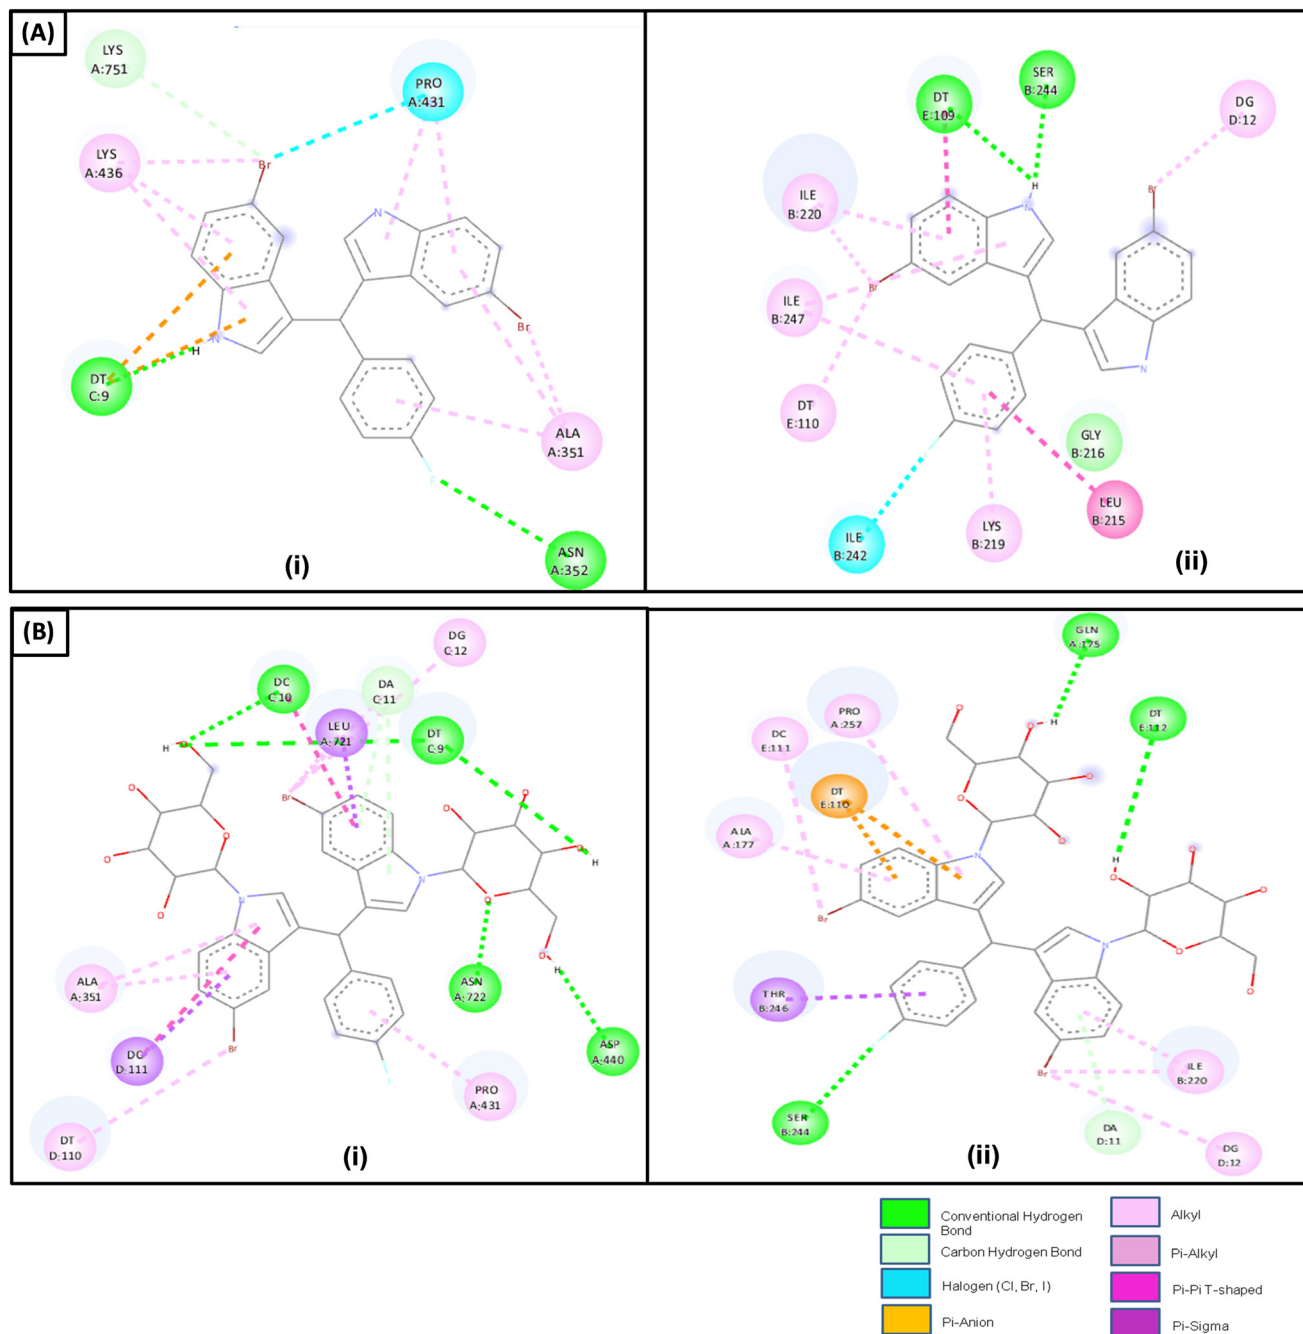 (A)
LYS
A:751
PRO
A:431
LYS
A:436
Br
N
N
H
Br
DT
C:9
ALA
A:351
F
ASN
A:352
(i)
SER
B:244
DT
E:109
DG
D:12
H
N
Br
ILE
B:220
Br
ILE
B:247
DT
E:110
N
GLY
B:216
LEU
B:215
LYS
B:219
ILE
B:242
(ii)
(B)
DG
C:12
DC
C:10
DA
C:11
LEU
A:721
DT
C:9
H
O
O
O
O
O
O
Br
O
O
O
H
N
N
O
O
H
ALA
A:351
ASN
A:722
DC
D:111
Br
ASP
A:440
PRO
A:431
DT
D:110
(i)
GLN
A:175
PRO
A:257
DT
E:112
DC
E:111
O
O
H
DT
E:110
O
O
O
ALA
A:177
N
H
O
O
O
Br
N
O
O
THR
B:246
Br
ILE
B:220
SER
B:244
DA
D:11
DG
D:12
(ii)
Conventional Hydrogen
Bond
Carbon Hydrogen Bond
Halogen (Cl, Br, I)
Pi-Anion
Alkyl
Pi-Alkyl
Pi-Pi T-shaped
Pi-Sigma